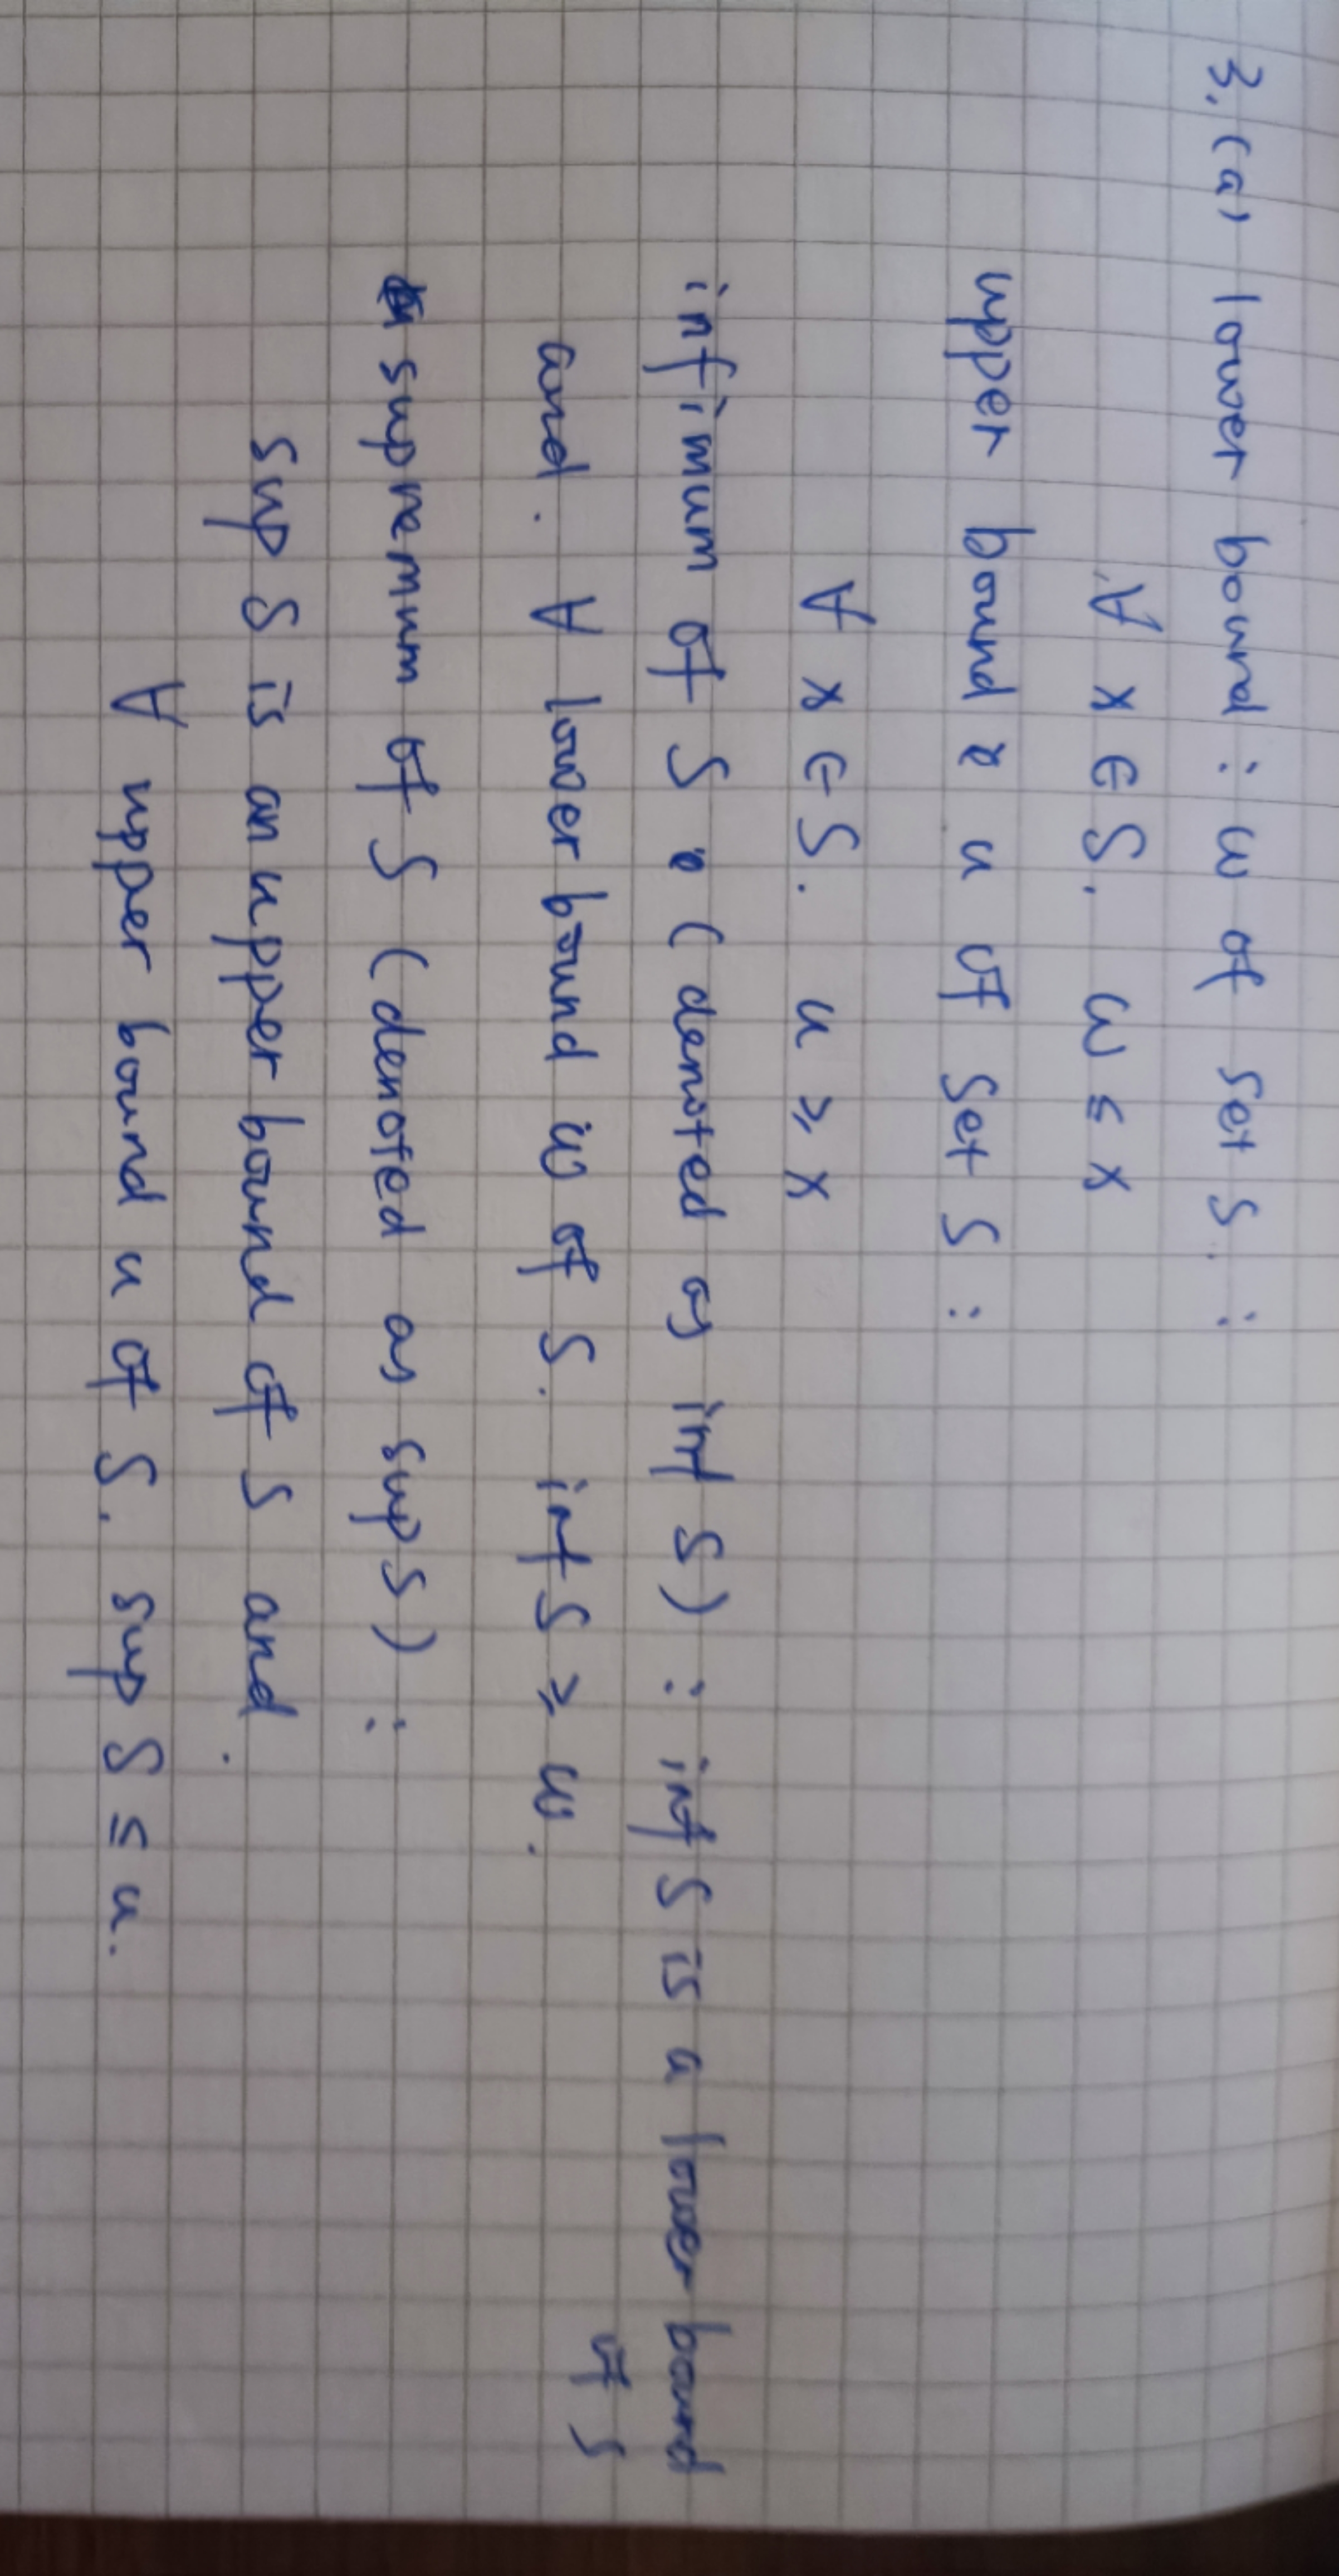 3. (a) lower bound : w of set S :
∀ x ∈ S. w ≤ x
upper bound u of set S :
∀ x ∈ S. u ≥ x
infimum of S (denoted as inf S) : inf S is a lower bound
of S
and. ∀ lower bound w of S. inf S ≥ w.
supremum of S (denoted as sup S) :
sup S is an upper bound of S and.
∀ upper bound u of S. sup S ≤ u.